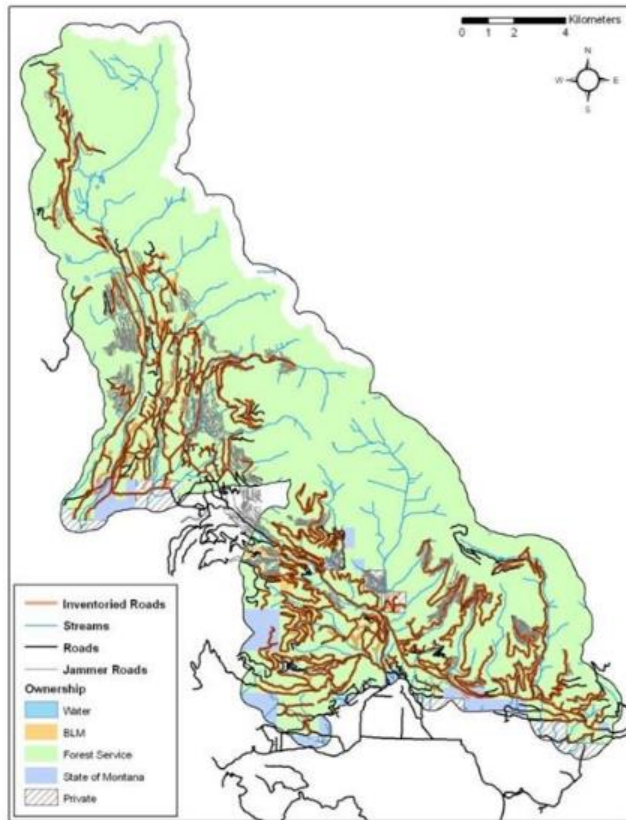 Kilometers
0 1 2 4
N
W E
S
Inventoried Roads
Streams
Roads
Jammer Roads
Ownership
Water
BLM
Forest Service
State of Montana
Private